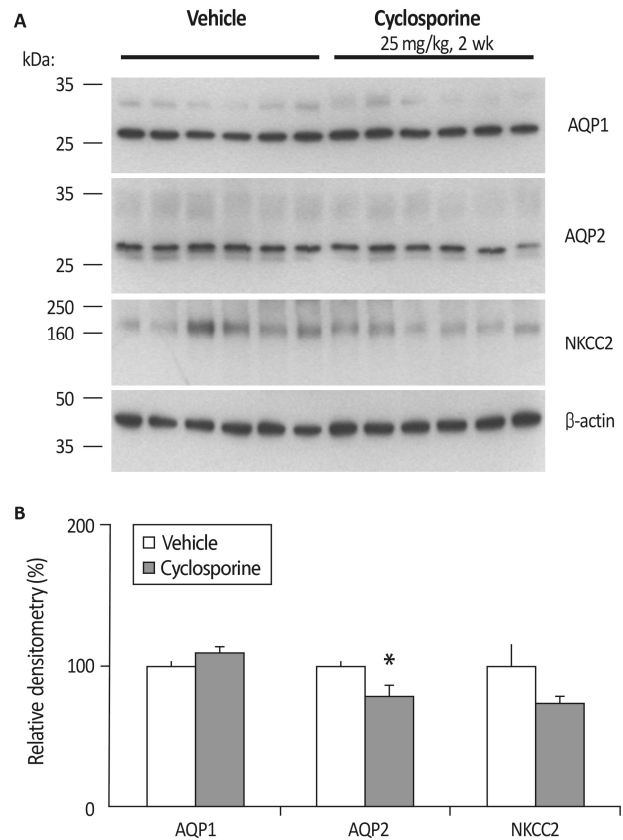 A
Vehicle
Cyclosporine
25 mg/kg, 2 wk
kDa:
35
25
AQP1
35
25
AQP2
250
160
NKCC2
50
35
β-actin
B
200
100
0
Relative densitometry (%)
Vehicle
Cyclosporine
*
AQP1
AQP2
NKCC2